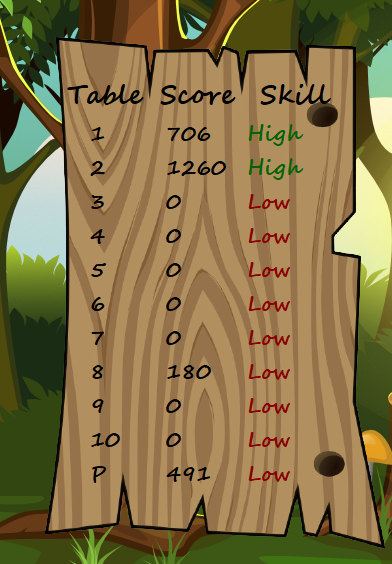 Table Score Skill
1 706 High
2 1260 High
3 0 Low
4 0 Low
5 0 Low
6 0 Low
7 0 Low
8 180 Low
9 0 Low
10 0 Low
P 491 Low